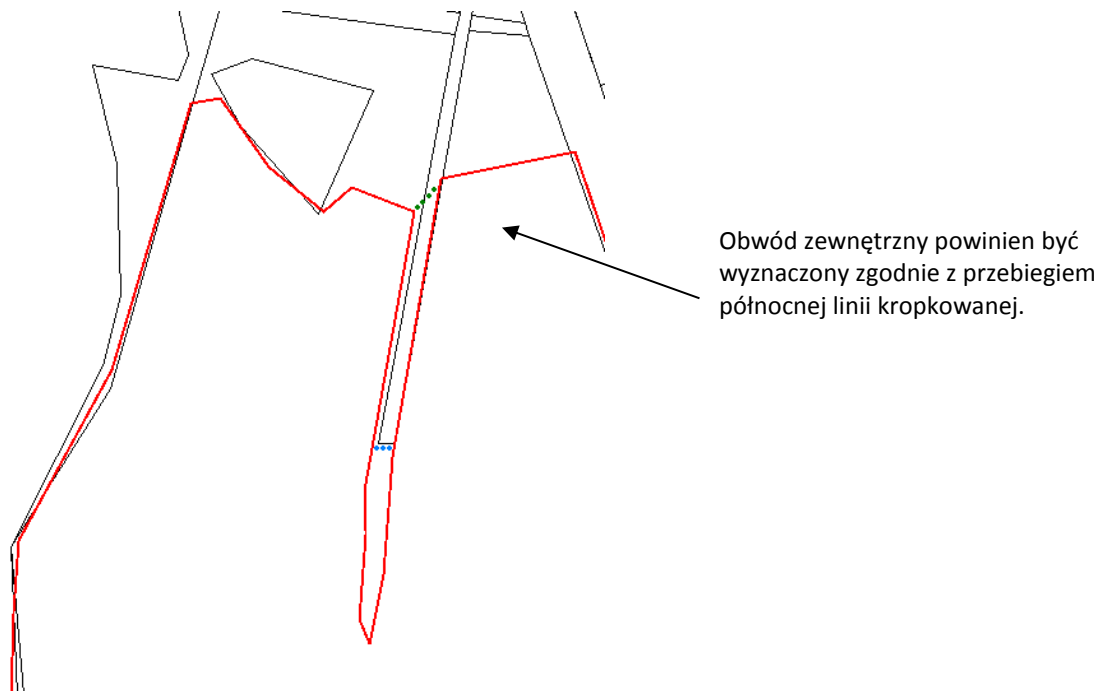 Obwód zewnętrzny powinien być
wyznaczony zgodnie z przebiegiem
północnej linii kropkowanej.